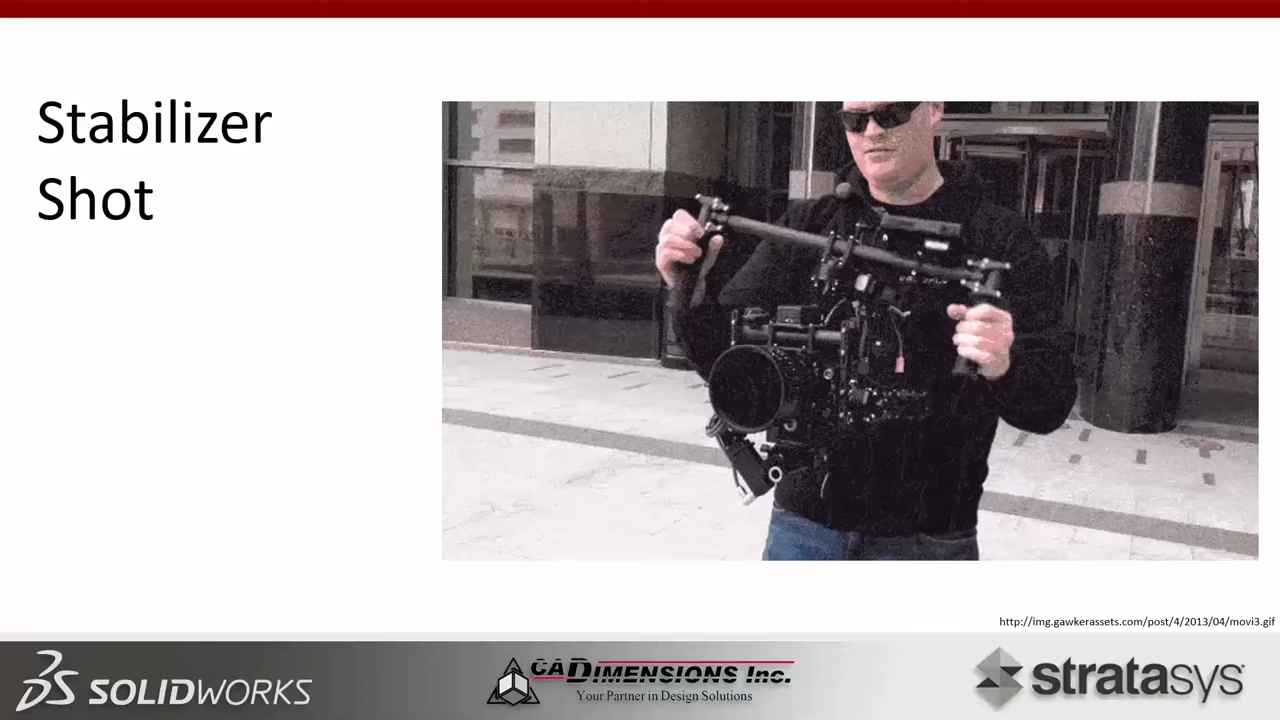 Stabilizer
Shot
http://img.gawkerassets.com/post/4/2013/04/movi3.gif
SOLIDWORKS
CADIMENSIONS Inc.
Your Partner in Design Solutions
stratasys